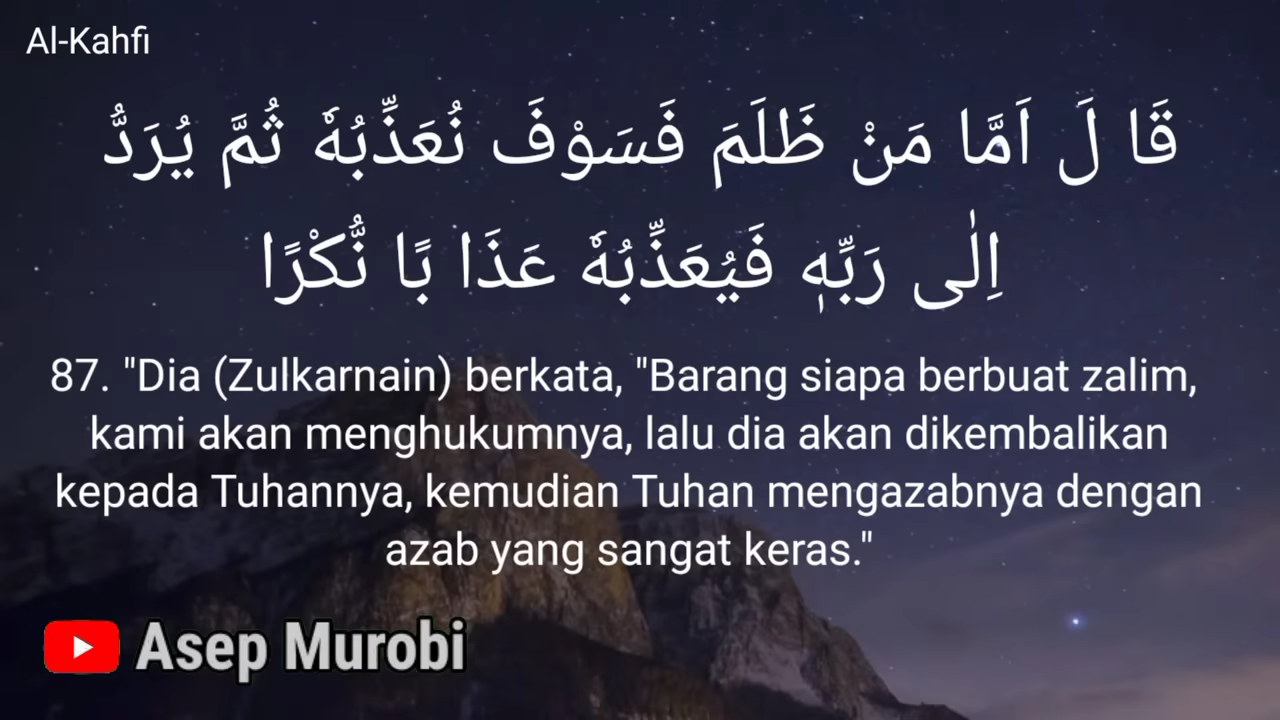 Al-Kahfi
قَا لَ اَمَّا مَنْ ظَلَمَ فَسَوْفَ نُعَذِّبُهٗ ثُمَّ يُرَدُّ
اِلٰى رَبِّهٖ فَيُعَذِّبُهٗ عَذَا بًا نُّكْرًا
87. "Dia (Zulkarnain) berkata, "Barang siapa berbuat zalim,
kami akan menghukumnya, lalu dia akan dikembalikan
kepada Tuhannya, kemudian Tuhan mengazabnya dengan
azab yang sangat keras."
Asep Murobi